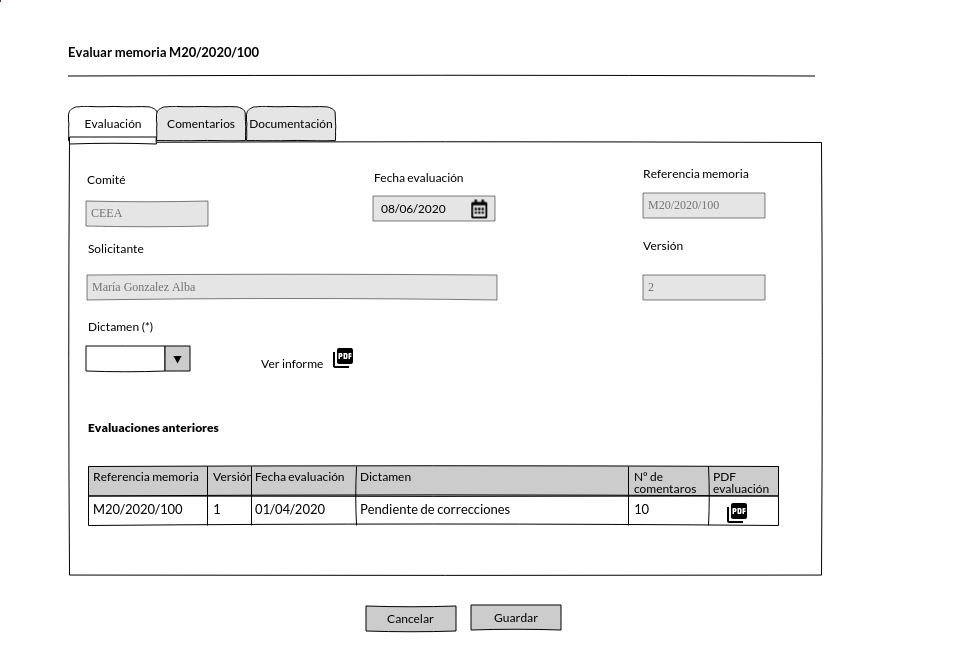 Evaluar memoria M20/2020/100
Evaluación Comentarios Documentación
Comité Fecha evaluación Referencia memoria
CEEA 08/06/2020 M20/2020/100
Solicitante Versión
María Gonzalez Alba 2
Dictamen (*)
Ver informe PDF
Evaluaciones anteriores
Referencia memoria Versión Fecha evaluación Dictamen Nº de PDF
comentaros evaluación
M20/2020/100 1 01/04/2020 Pendiente de correcciones 10 PDF
Cancelar Guardar